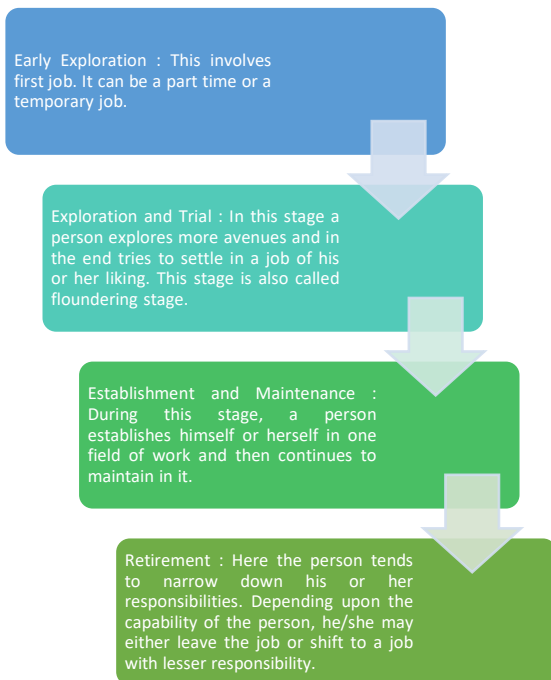 Early Exploration : This involves
first job. It can be a part time or a
temporary job.
Exploration and Trial : In this stage a
person explores more avenues and in
the end tries to settle in a job of his
or her liking. This stage is also called
floundering stage.
Establishment and Maintenance :
During this stage, a person
establishes himself or herself in one
field of work and then continues to
maintain in it.
Retirement : Here the person tends
to narrow down his or her
responsibilities. Depending upon the
capability of the person, he/she may
either leave the job or shift to a job
with lesser responsibility.